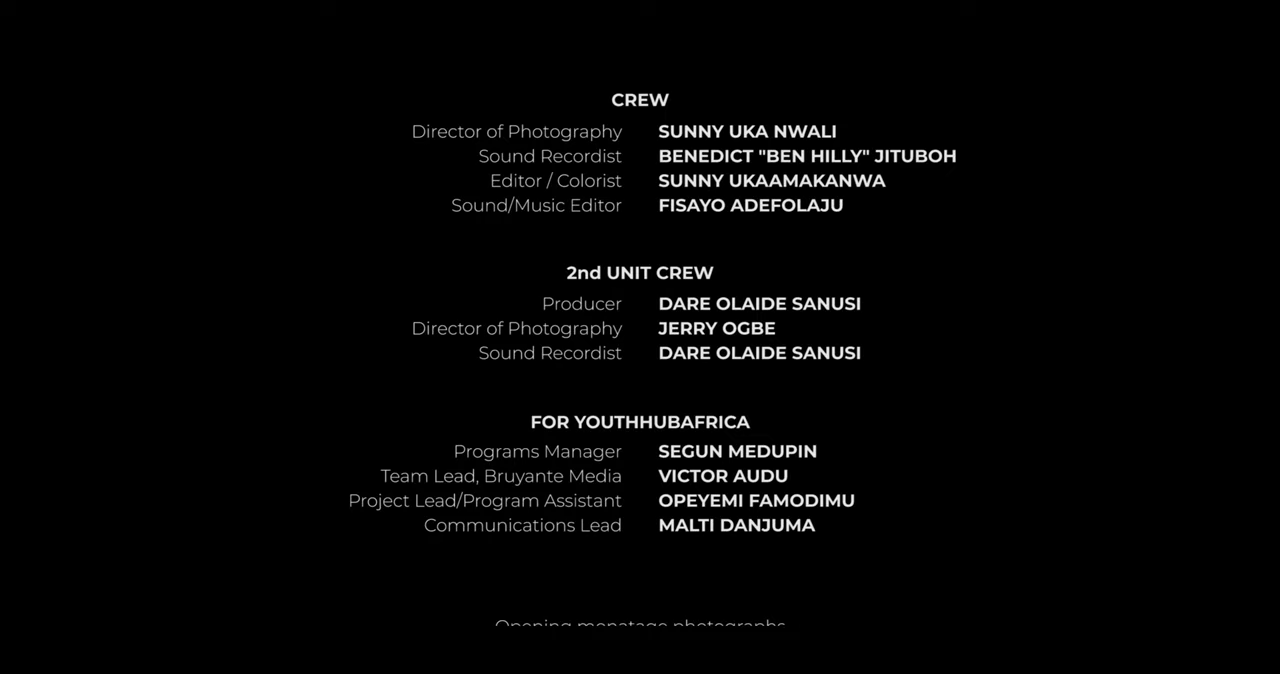 CREW
Director of Photography SUNNY UKA NWALI
Sound Recordist BENEDICT "BEN HILLY" JITUBOH
Editor / Colorist SUNNY UKAAMAKANWA
Sound/Music Editor FISAYO ADEFOLAJU
2nd UNIT CREW
Producer DARE OLAIDE SANUSI
Director of Photography JERRY OGBE
Sound Recordist DARE OLAIDE SANUSI
FOR YOUTHHUBAFRICA
Programs Manager SEGUN MEDUPIN
Team Lead, Bruyante Media VICTOR AUDU
Project Lead/Program Assistant OPEYEMI FAMODIMU
Communications Lead MALTI DANJUMA
Opening monatage photographs